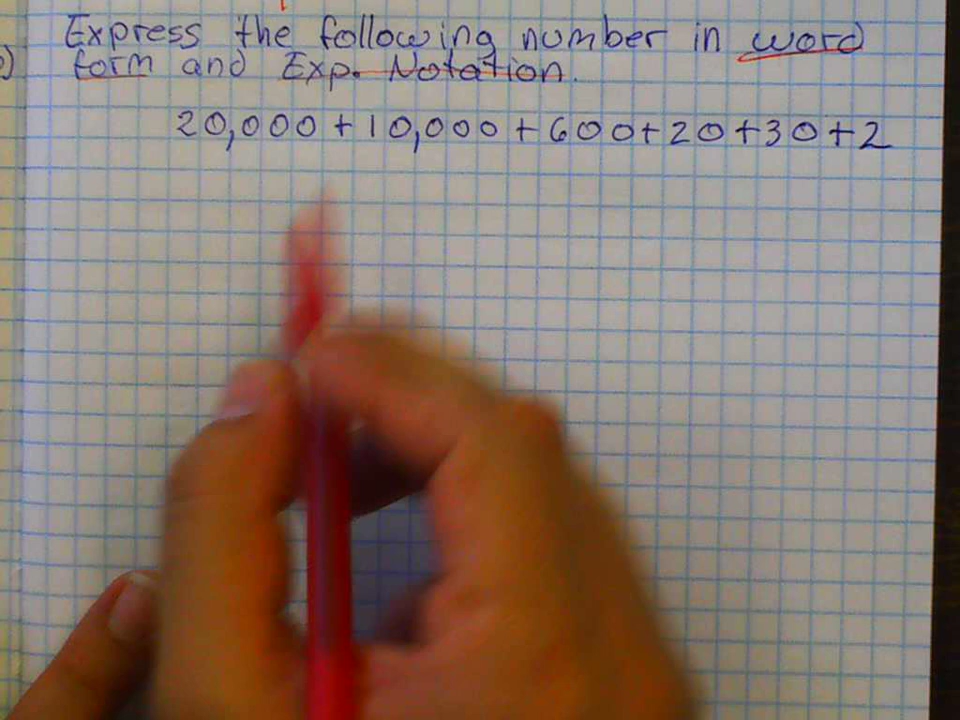 Express the following number in word
form and Exp. Notation.
20,000 + 10,000 + 600 + 20 + 30 + 2